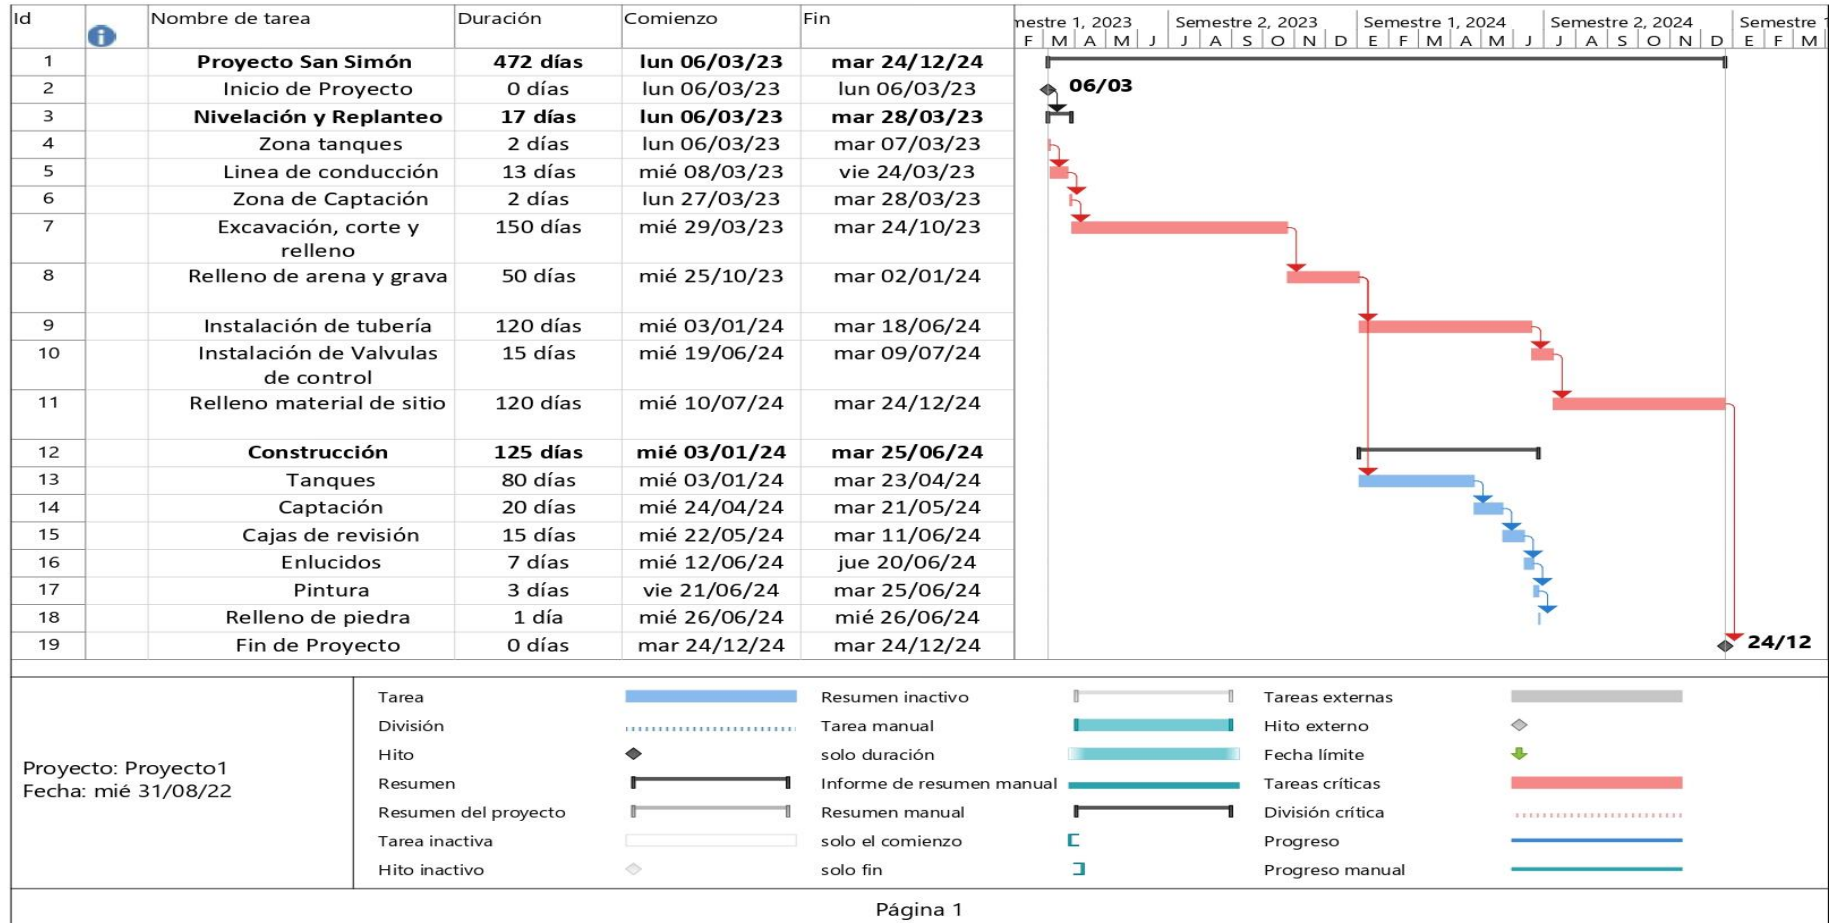 Id Nombre de tarea Duración Comienzo Fin mestre 1, 2023 Semestre 2, 2023 Semestre 1, 2024 Semestre 2, 2024 Semestre 1
F M A M J J A S O N D E F M A M J J A S O N D E F M
1 Proyecto San Simón 472 días lun 06/03/23 mar 24/12/24
2 Inicio de Proyecto 0 días lun 06/03/23 lun 06/03/23 06/03
3 Nivelación y Replanteo 17 días lun 06/03/23 mar 28/03/23
4 Zona tanques 2 días lun 06/03/23 mar 07/03/23
5 Linea de conducción 13 días mié 08/03/23 vie 24/03/23
6 Zona de Captación 2 días lun 27/03/23 mar 28/03/23
7 Excavación, corte y 150 días mié 29/03/23 mar 24/10/23
relleno
8 Relleno de arena y grava 50 días mié 25/10/23 mar 02/01/24
9 Instalación de tubería 120 días mié 03/01/24 mar 18/06/24
10 Instalación de Valvulas 15 días mié 19/06/24 mar 09/07/24
de control
11 Relleno material de sitio 120 días mié 10/07/24 mar 24/12/24
12 Construcción 125 días mié 03/01/24 mar 25/06/24
13 Tanques 80 días mié 03/01/24 mar 23/04/24
14 Captación 20 días mié 24/04/24 mar 21/05/24
15 Cajas de revisión 15 días mié 22/05/24 mar 11/06/24
16 Enlucidos 7 días mié 12/06/24 jue 20/06/24
17 Pintura 3 días vie 21/06/24 mar 25/06/24
18 Relleno de piedra 1 día mié 26/06/24 mié 26/06/24
19 Fin de Proyecto 0 días mar 24/12/24 mar 24/12/24 24/12
Proyecto: Proyecto1
Fecha: mié 31/08/22
Tarea Resumen inactivo Tareas externas
División Tarea manual Hito externo
Hito solo duración Fecha límite
Resumen Informe de resumen manual Tareas críticas
Resumen del proyecto Resumen manual División crítica
Tarea inactiva solo el comienzo Progreso
Hito inactivo solo fin Progreso manual
Página 1